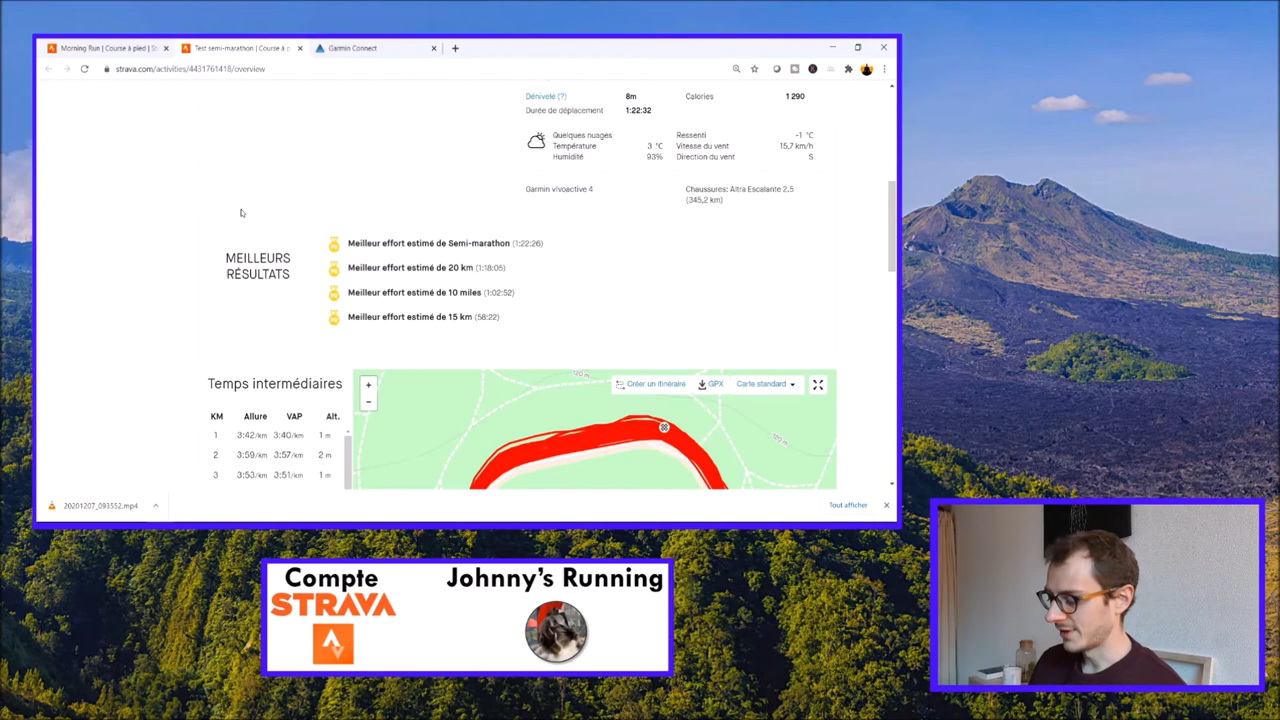 Morning Run | Course à pied | St
Test semi-marathon | Course à p
Garmin Connect
strava.com/activities/4431761418/overview
Dénivelé (?) 8m Calories 1 290
Durée de déplacement 1:22:32
Quelques nuages Ressenti -1 °C
Température 3 °C Vitesse du vent 15,7 km/h
Humidité 93% Direction du vent S
Garmin vívoactive 4 Chaussures: Altra Escalante 2.5
(345,2 km)
MEILLEURS
RÉSULTATS
Meilleur effort estimé de Semi-marathon (1:22:26)
Meilleur effort estimé de 20 km (1:18:05)
Meilleur effort estimé de 10 miles (1:02:52)
Meilleur effort estimé de 15 km (58:22)
Temps intermédiaires
KM Allure VAP Alt.
1 3:42/km 3:40/km 1 m
2 3:59/km 3:57/km 2 m
3 3:53/km 3:51/km 1 m
+
−
120 m
Créer un itinéraire GPX Carte standard
120 m
20201207_093552.mp4
Tout afficher
Compte
STRAVA
Johnny's Running